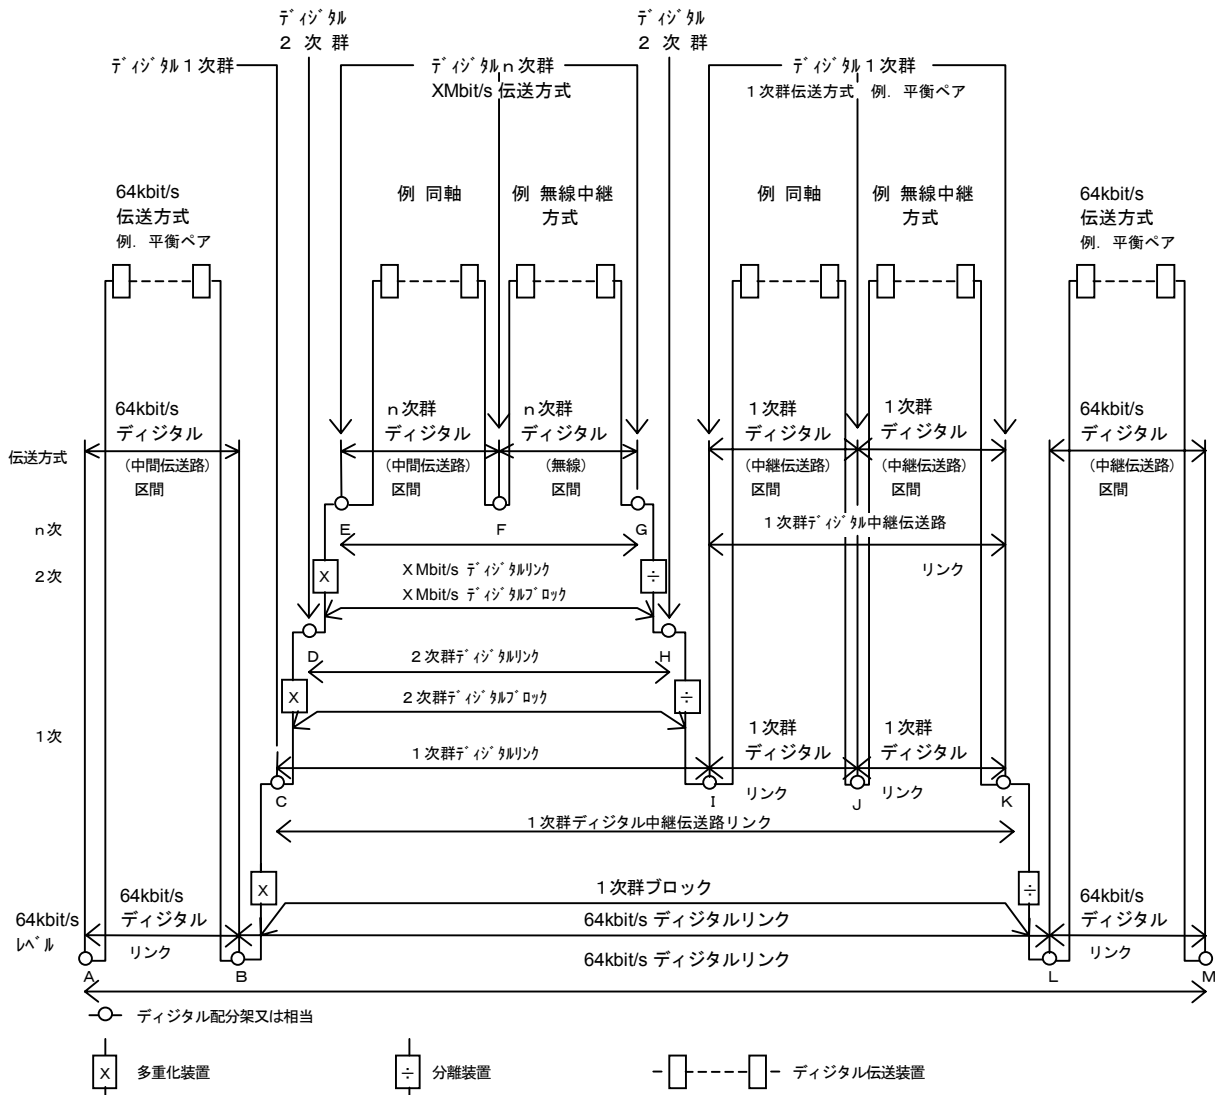 ディジタル
２次群
ディジタル
２次群
ディジタル１次群
ディジタルｎ次群
XMbit/s 伝送方式
ディジタル１次群
１次群伝送方式 例．平衡ペア
64kbit/s
伝送方式
例．平衡ペア
例 同軸
例 無線中継
方式
例 同軸
例 無線中継
方式
64kbit/s
伝送方式
例．平衡ペア
伝送方式
64kbit/s
ディジタル
(中間伝送路)
区間
ｎ次群
ディジタル
(中間伝送路)
区間
ｎ次群
ディジタル
(無線)
区間
１次群
ディジタル
(中継伝送路)
区間
１次群
ディジタル
(中継伝送路)
区間
64kbit/s
ディジタル
(中継伝送路)
区間
ｎ次
E
F
G
１次群ディジタル中継伝送路
リンク
２次
X
ＸMbit/s ディジタルリンク
ＸMbit/s ディジタルブロック
÷
D
２次群ディジタルリンク
H
X
２次群ディジタルブロック
÷
１次
１次群ディジタルリンク
１次群
ディジタル
リンク
１次群
ディジタル
リンク
C
I
J
K
１次群ディジタル中継伝送路リンク
X
１次群ブロック
÷
64kbit/s
レベル
64kbit/s
ディジタル
リンク
64kbit/s ディジタルリンク
64kbit/s ディジタルリンク
64kbit/s
ディジタル
リンク
A
B
L
M
ディジタル配分架又は相当
X
多重化装置
÷
分離装置
ディジタル伝送装置